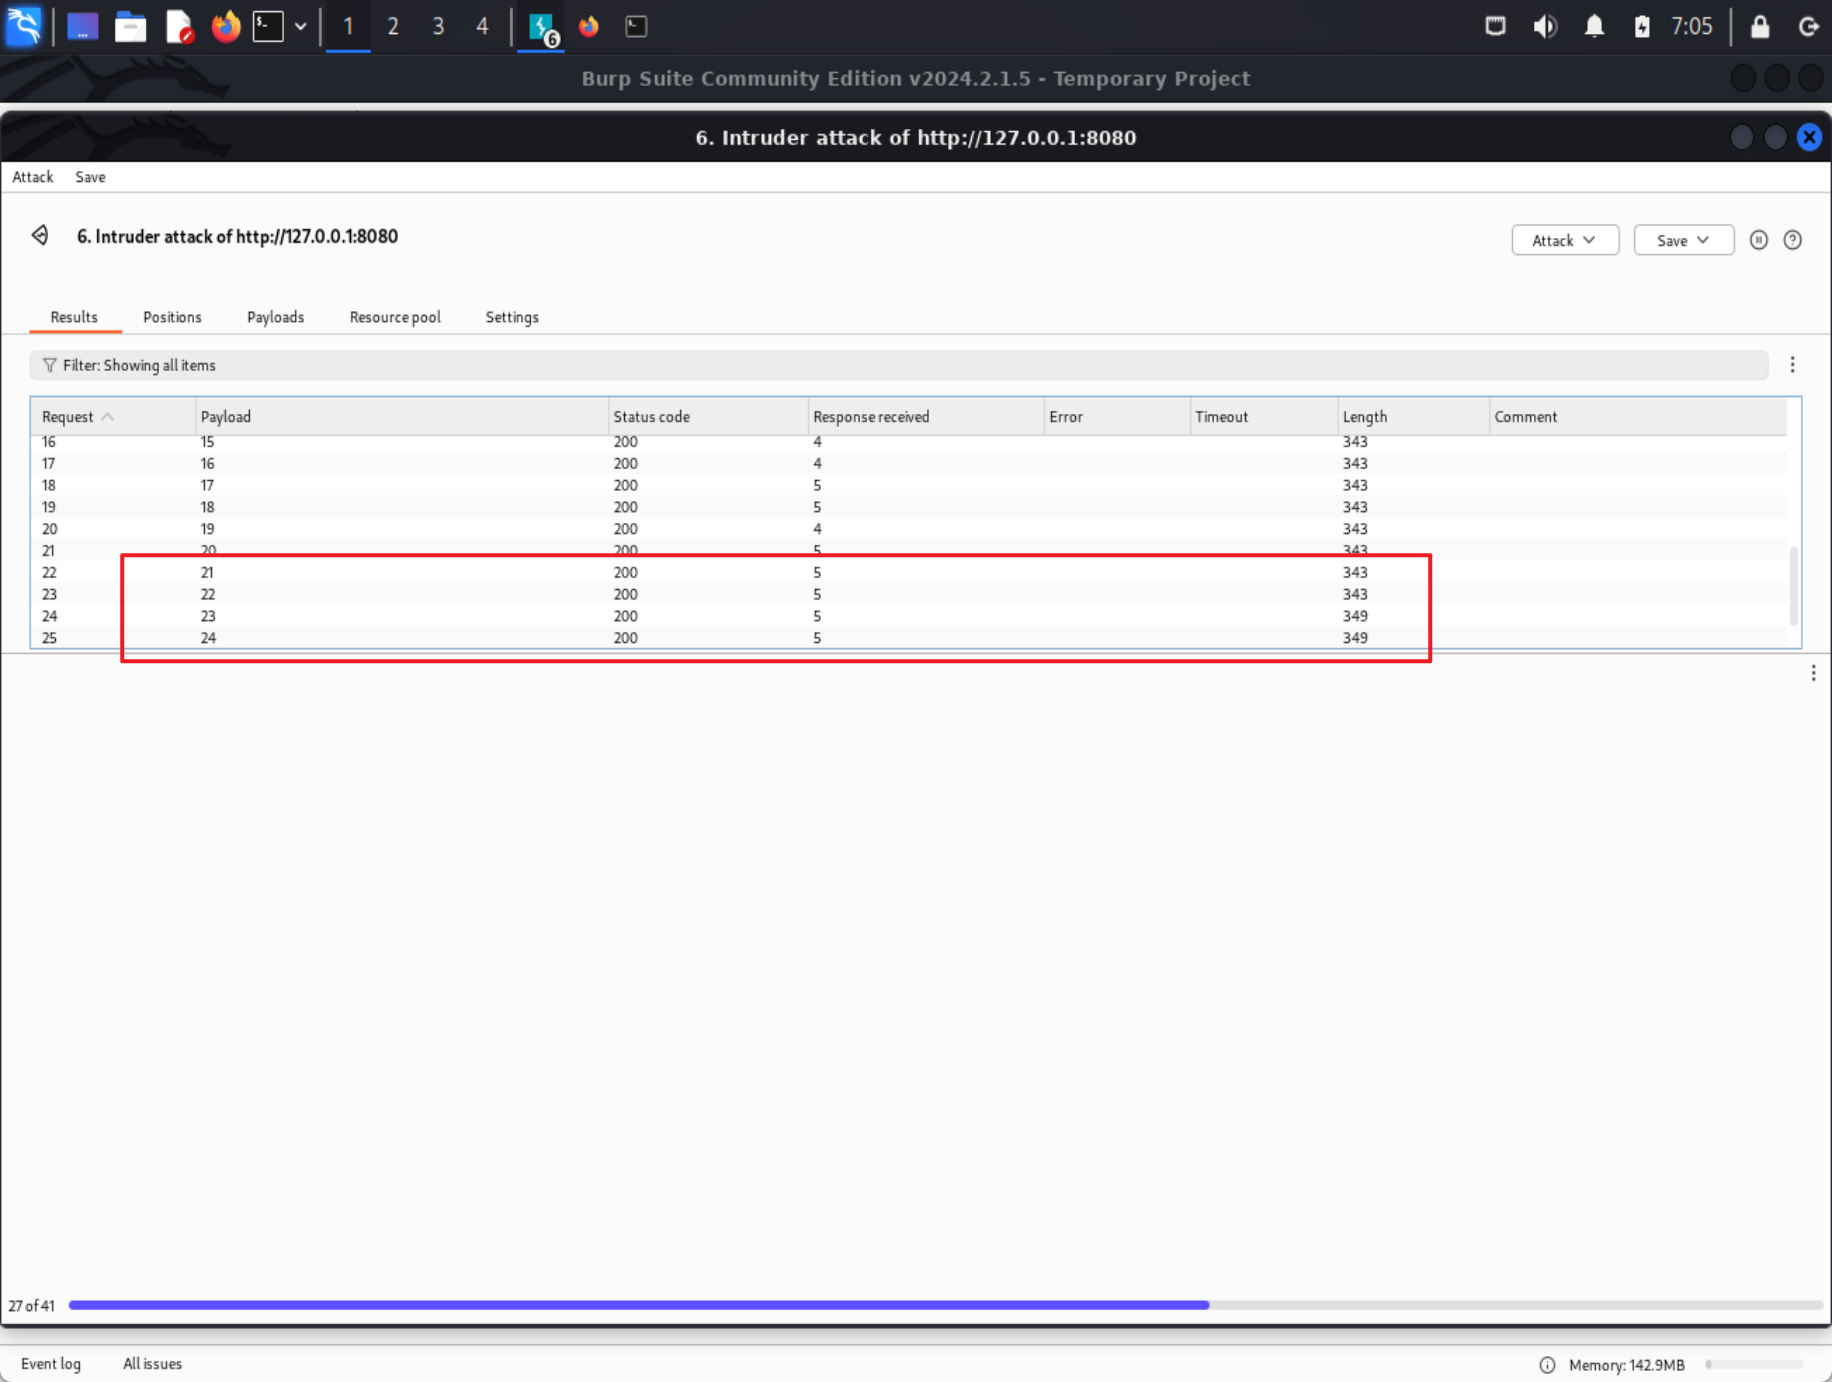 1 2 3 4 6 7:05
Burp Suite Community Edition v2024.2.1.5 - Temporary Project
6. Intruder attack of http://127.0.0.1:8080
Attack Save
6. Intruder attack of http://127.0.0.1:8080 Attack Save
Results Positions Payloads Resource pool Settings
Filter: Showing all items
Request Payload Status code Response received Error Timeout Length Comment
16 15 200 4 343
17 16 200 4 343
18 17 200 5 343
19 18 200 5 343
20 19 200 4 343
21 20 200 5 343
22 21 200 5 343
23 22 200 5 343
24 23 200 5 349
25 24 200 5 349
27 of 41
Event log All issues Memory: 142.9MB